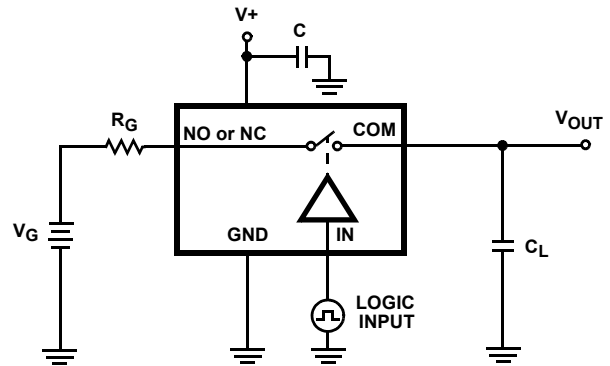 V+
C
RG
NO or NC
COM
VOUT
VG
GND
IN
CL
LOGIC
INPUT